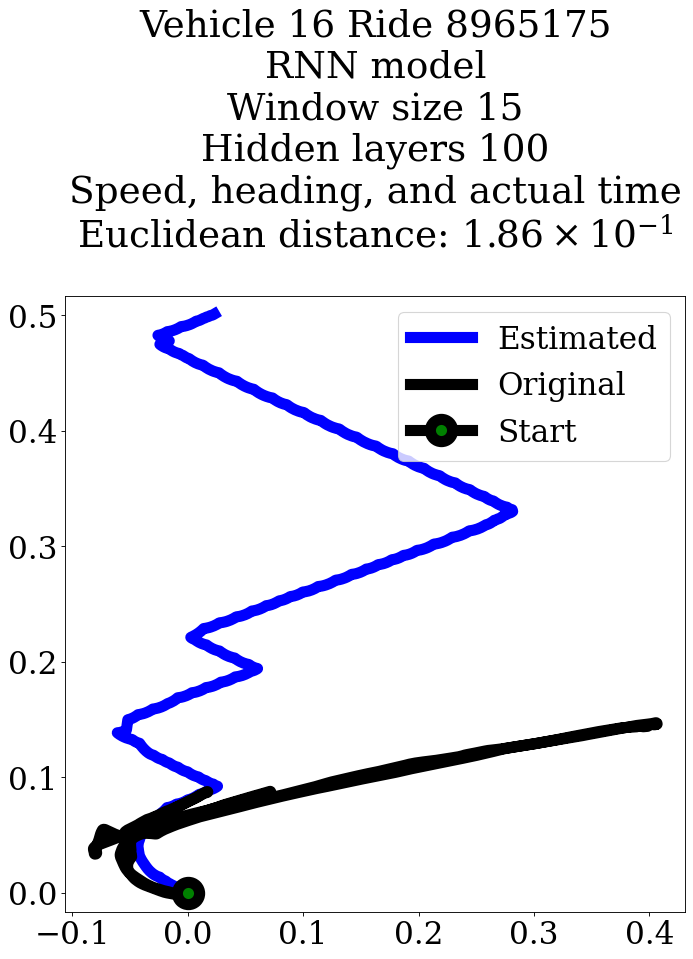 Vehicle 16 Ride 8965175
RNN model
Window size 15
Hidden layers 100
Speed, heading, and actual time
Euclidean distance: 1.86 × 10⁻¹
Estimated
Original
Start
0.5
0.4
0.3
0.2
0.1
0.0
−0.1 0.0 0.1 0.2 0.3 0.4